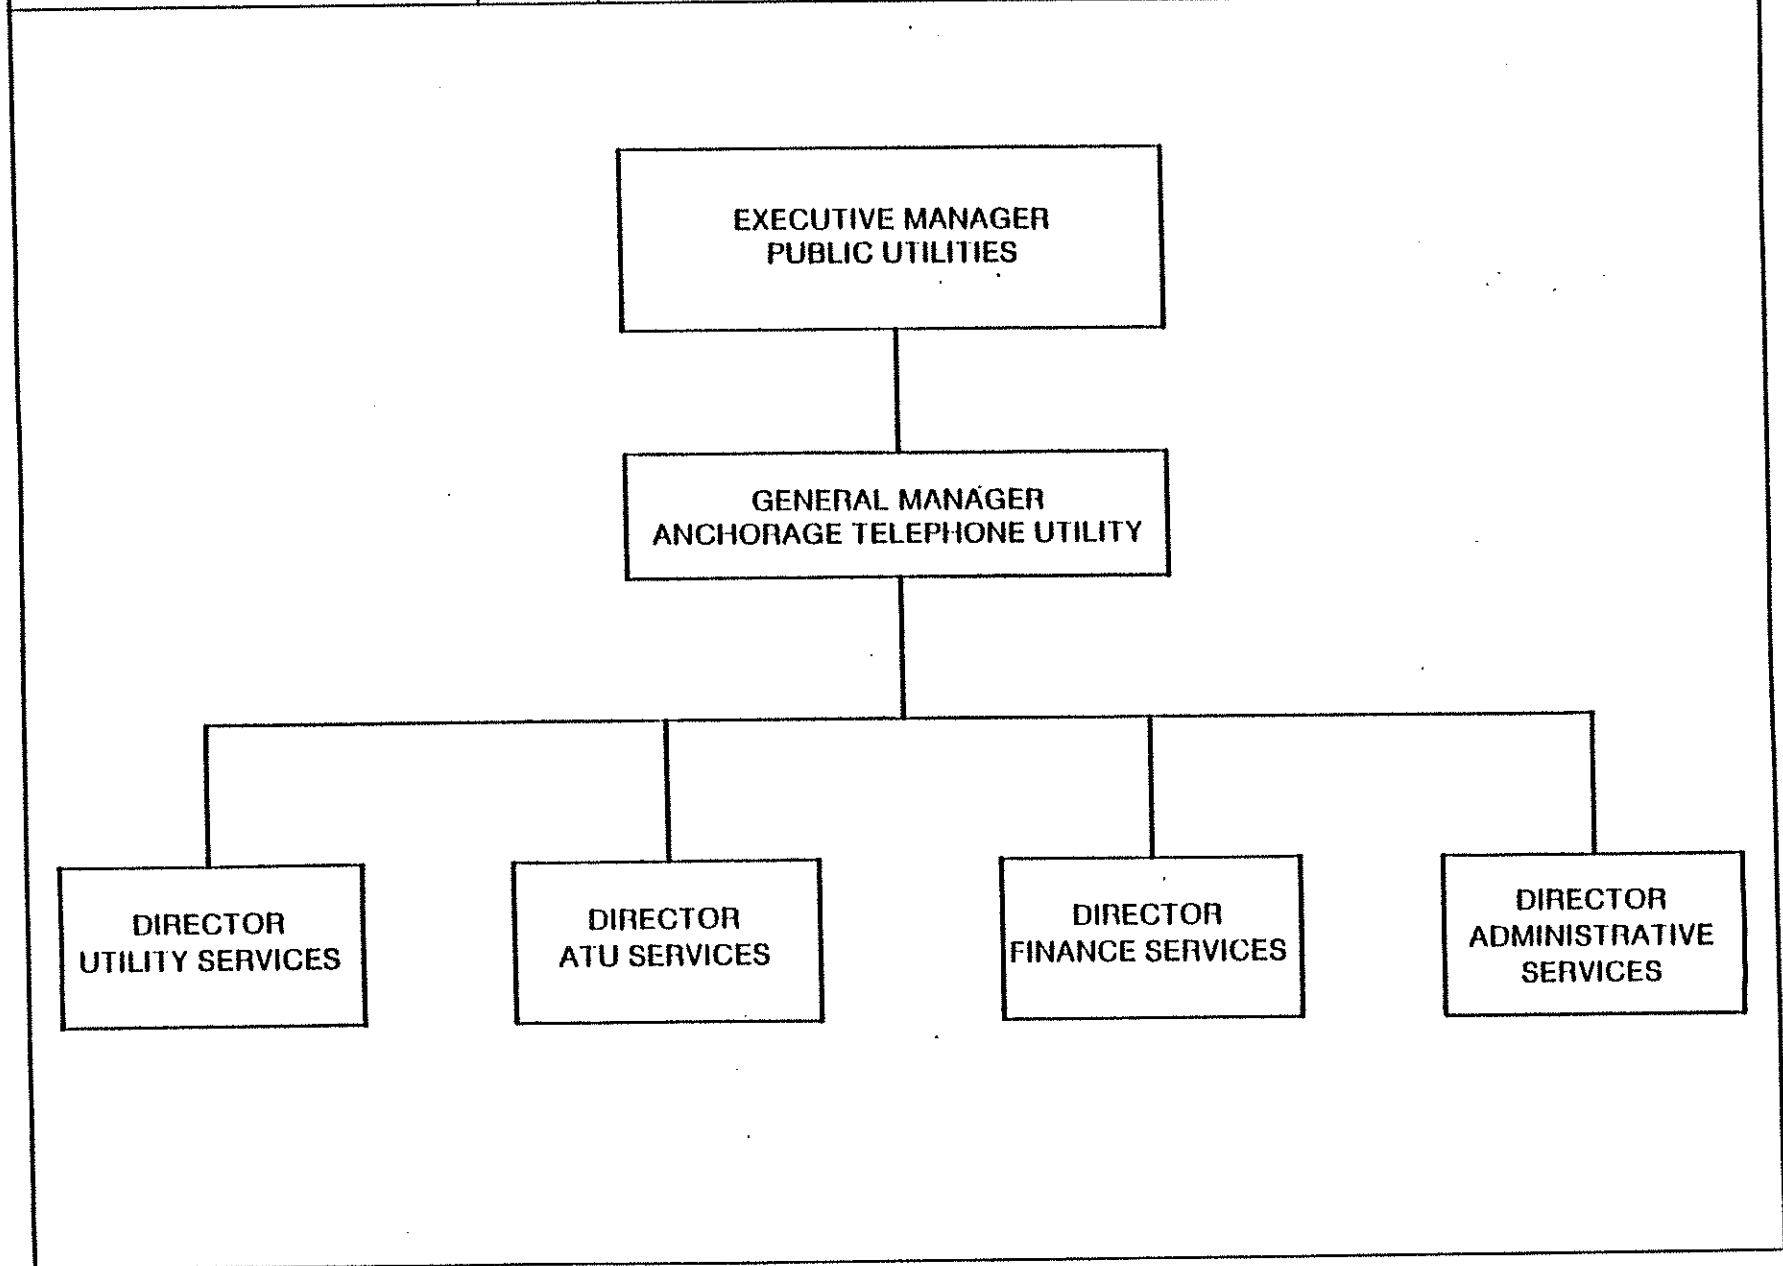 EXECUTIVE MANAGER
PUBLIC UTILITIES
GENERAL MANAGER
ANCHORAGE TELEPHONE UTILITY
DIRECTOR
UTILITY SERVICES
DIRECTOR
ATU SERVICES
DIRECTOR
FINANCE SERVICES
DIRECTOR
ADMINISTRATIVE
SERVICES